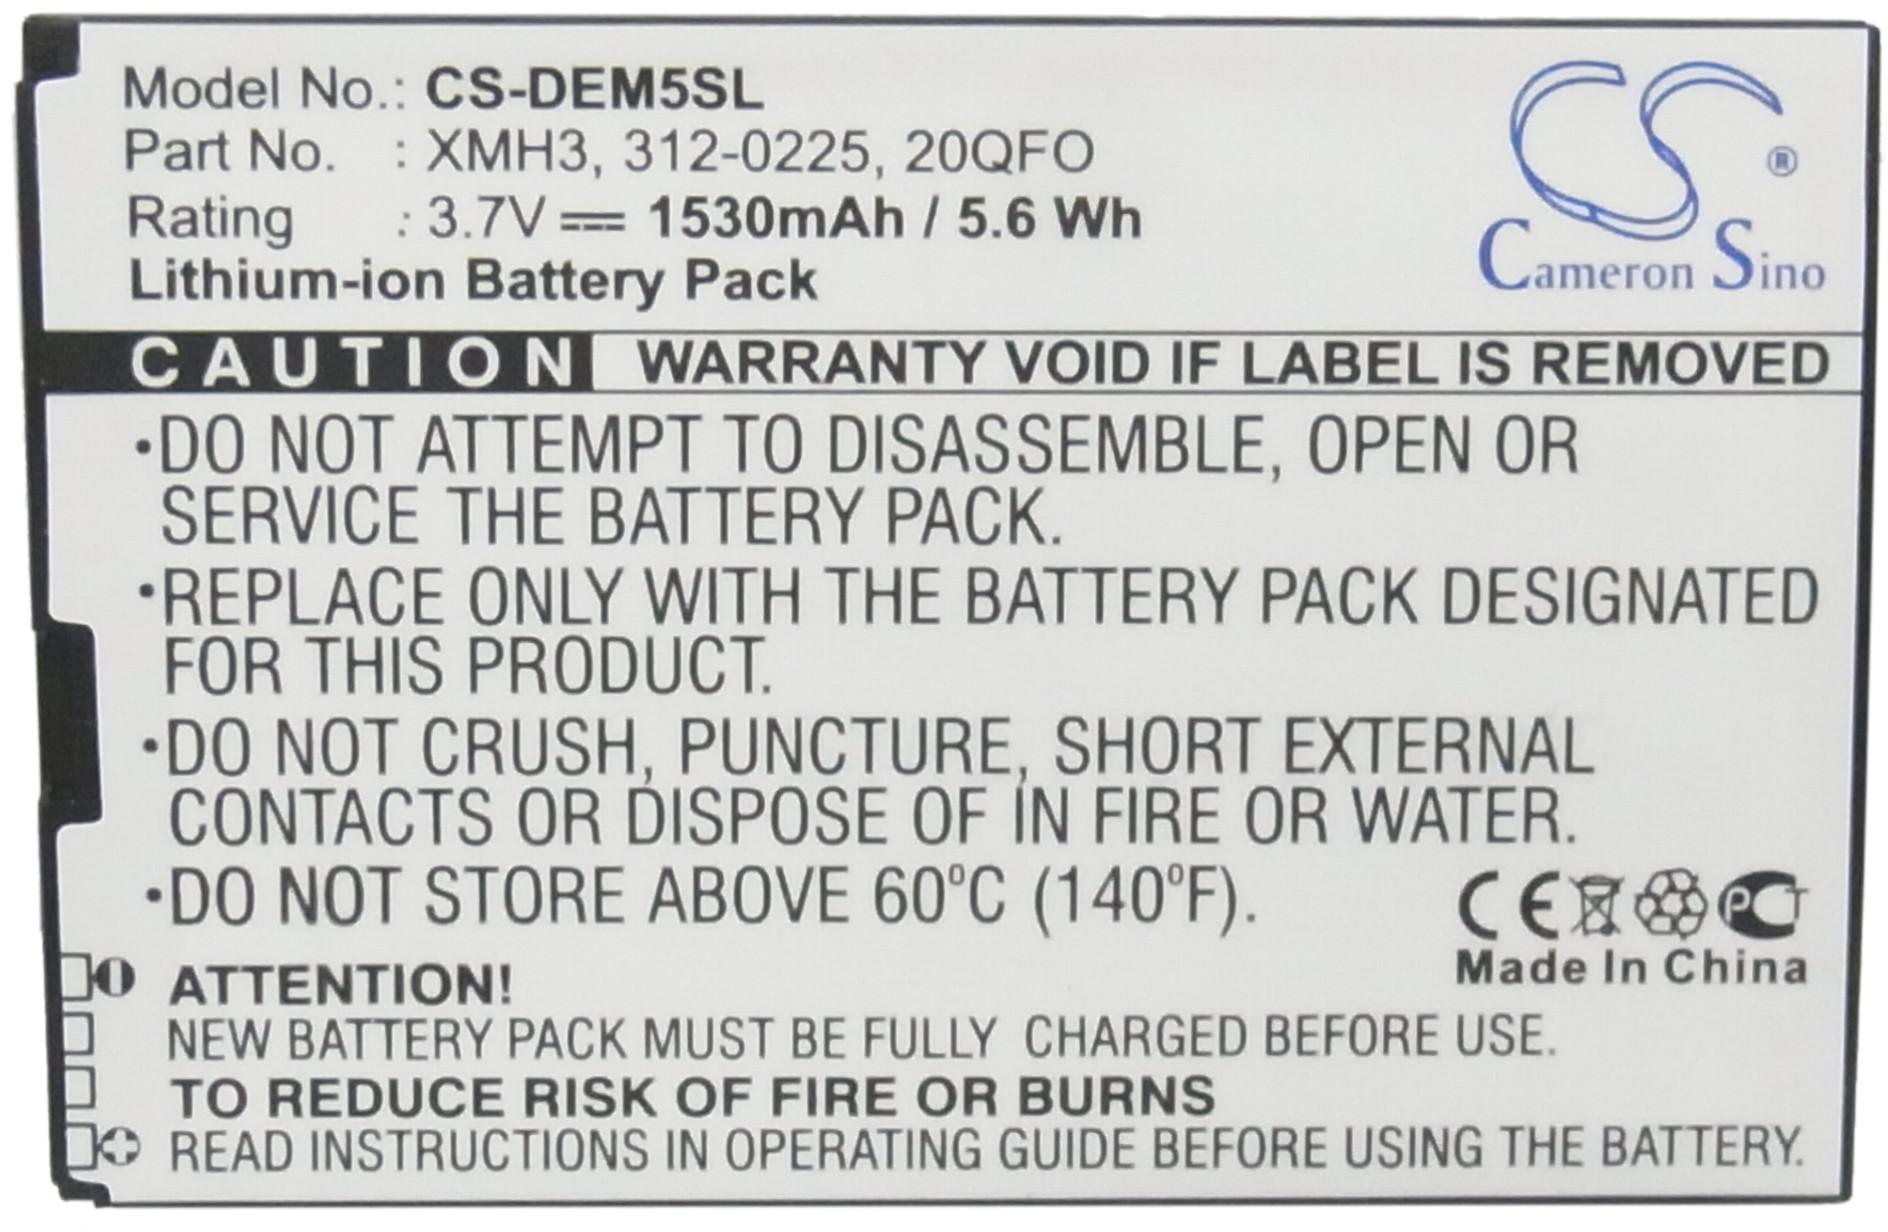 Model No.: CS-DEM5SL
Part No. : XMH3, 312-0225, 20QFO
Rating : 3.7V 1530mAh / 5.6 Wh
Lithium-ion Battery Pack
CS ®
Cameron Sino
CAUTION WARRANTY VOID IF LABEL IS REMOVED
•DO NOT ATTEMPT TO DISASSEMBLE, OPEN OR
SERVICE THE BATTERY PACK.
•REPLACE ONLY WITH THE BATTERY PACK DESIGNATED
FOR THIS PRODUCT.
•DO NOT CRUSH, PUNCTURE, SHORT EXTERNAL
CONTACTS OR DISPOSE OF IN FIRE OR WATER.
•DO NOT STORE ABOVE 60°C (140°F).
CE PCT
Made In China
ATTENTION!
NEW BATTERY PACK MUST BE FULLY CHARGED BEFORE USE.
TO REDUCE RISK OF FIRE OR BURNS
READ INSTRUCTIONS IN OPERATING GUIDE BEFORE USING THE BATTERY.